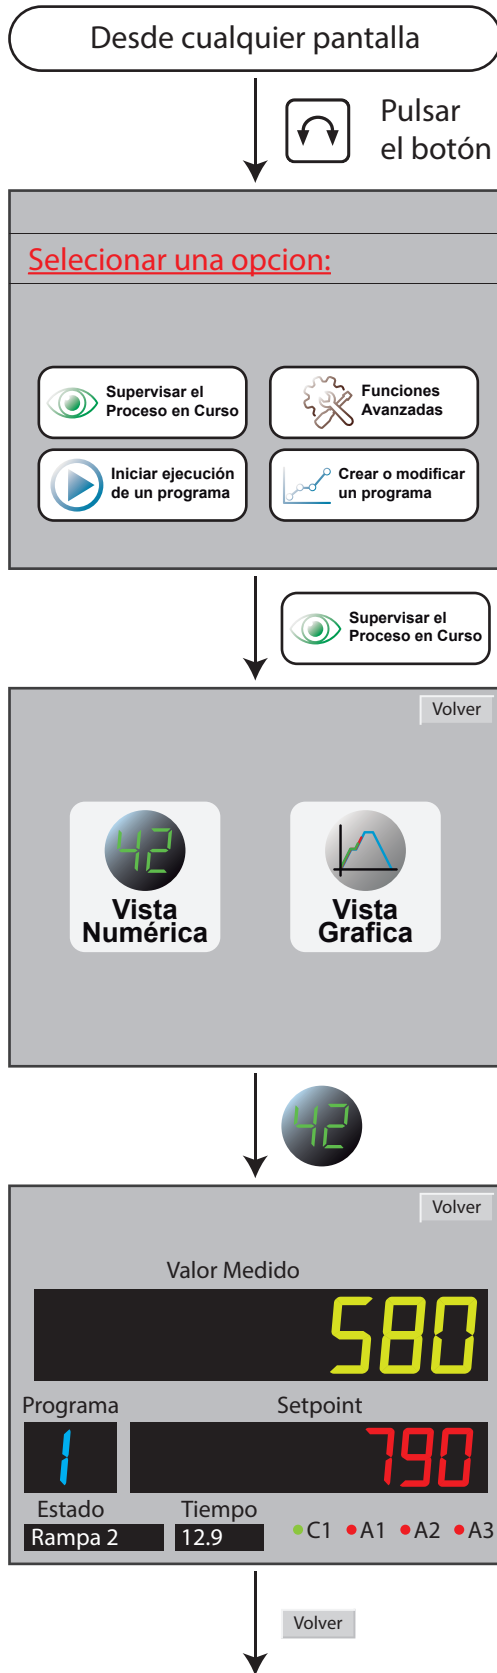 Desde cualquier pantalla
Pulsar
el botón
Selecionar una opcion:
Supervisar el
Proceso en Curso
Funciones
Avanzadas
Iniciar ejecución
de un programa
Crear o modificar
un programa
Supervisar el
Proceso en Curso
Volver
42
Vista
Numérica
Vista
Grafica
42
Volver
Valor Medido
580
Programa
Setpoint
1
790
Estado
Tiempo
Rampa 2
12.9
C1
A1
A2
A3
Volver